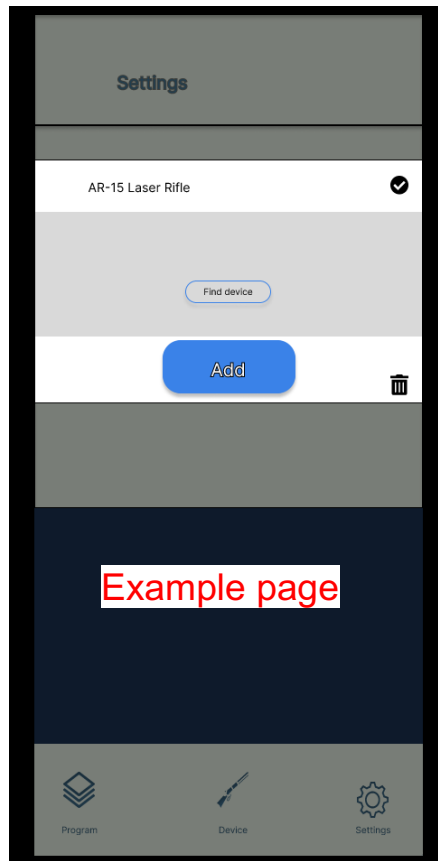 Settings
AR-15 Laser Rifle
Find device
Add
Example page
Program Device Settings